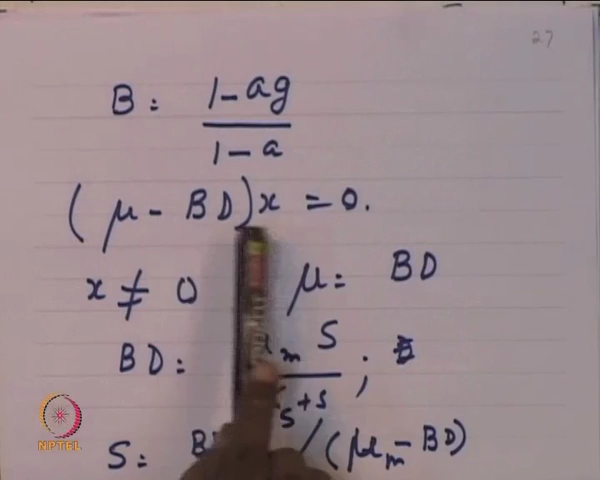 27
B = 1-ag / 1-a
(μ - BD)x = 0.
x ≠ 0 μ = BD
BD = m S / s+s ;
S = B /(μm-BD)
NPTEL